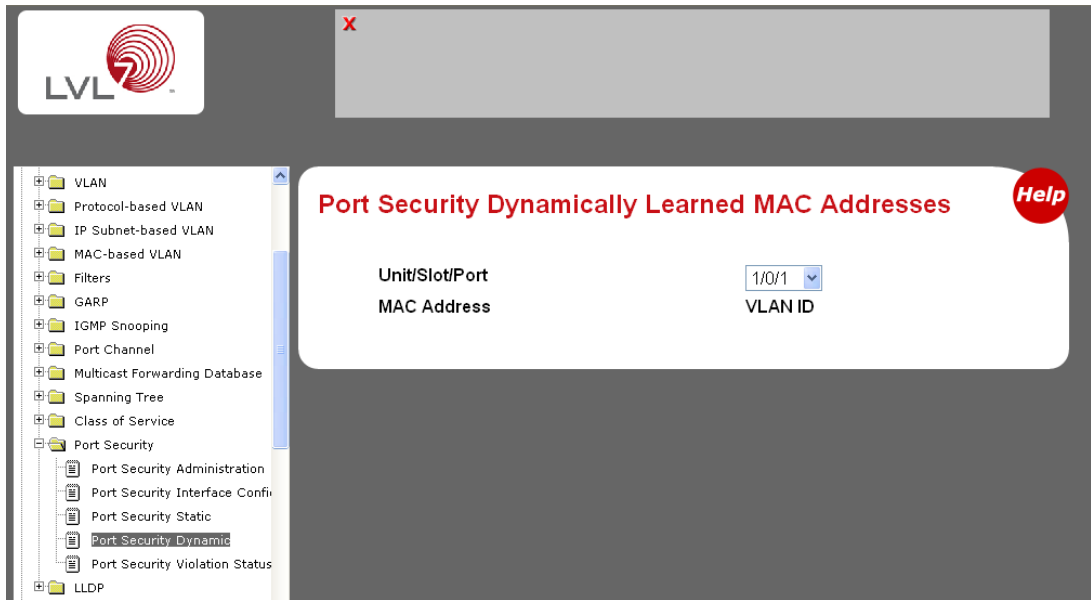 LVL7
X
VLAN
Protocol-based VLAN
IP Subnet-based VLAN
MAC-based VLAN
Filters
GARP
IGMP Snooping
Port Channel
Multicast Forwarding Database
Spanning Tree
Class of Service
Port Security
Port Security Administration
Port Security Interface Confi
Port Security Static
Port Security Dynamic
Port Security Violation Status
LLDP
Port Security Dynamically Learned MAC Addresses
Help
Unit/Slot/Port 1/0/1
MAC Address VLAN ID